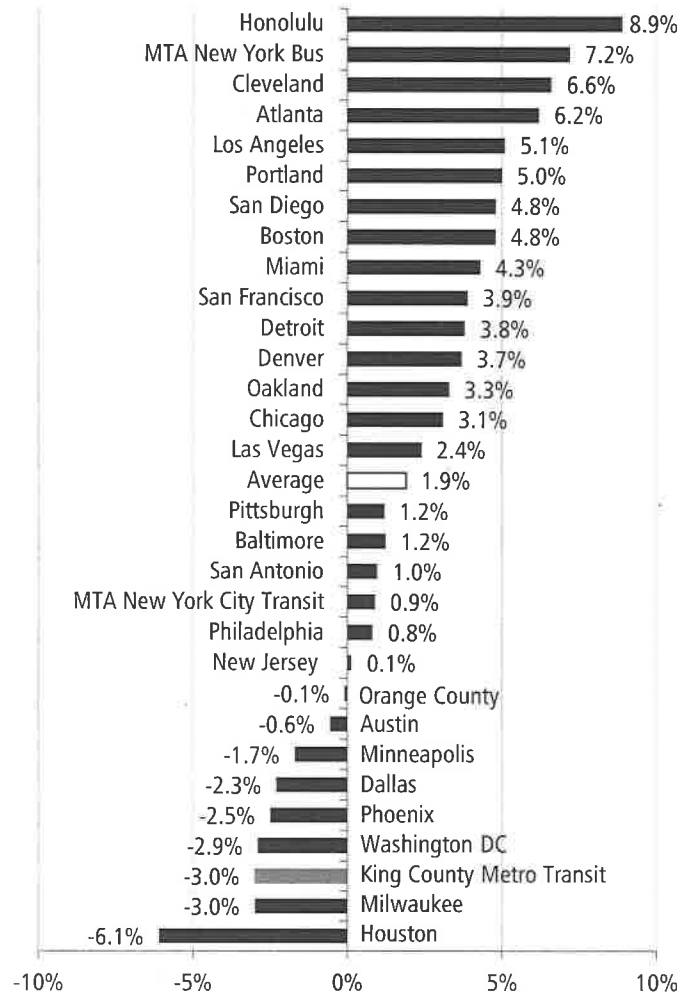 Honolulu 8.9%
MTA New York Bus 7.2%
Cleveland 6.6%
Atlanta 6.2%
Los Angeles 5.1%
Portland 5.0%
San Diego 4.8%
Boston 4.8%
Miami 4.3%
San Francisco 3.9%
Detroit 3.8%
Denver 3.7%
Oakland 3.3%
Chicago 3.1%
Las Vegas 2.4%
Average 1.9%
Pittsburgh 1.2%
Baltimore 1.2%
San Antonio 1.0%
MTA New York City Transit 0.9%
Philadelphia 0.8%
New Jersey 0.1%
-0.1% Orange County
-0.6% Austin
-1.7% Minneapolis
-2.3% Dallas
-2.5% Phoenix
-2.9% Washington DC
-3.0% King County Metro Transit
-3.0% Milwaukee
-6.1% Houston
-10% -5% 0% 5% 10%